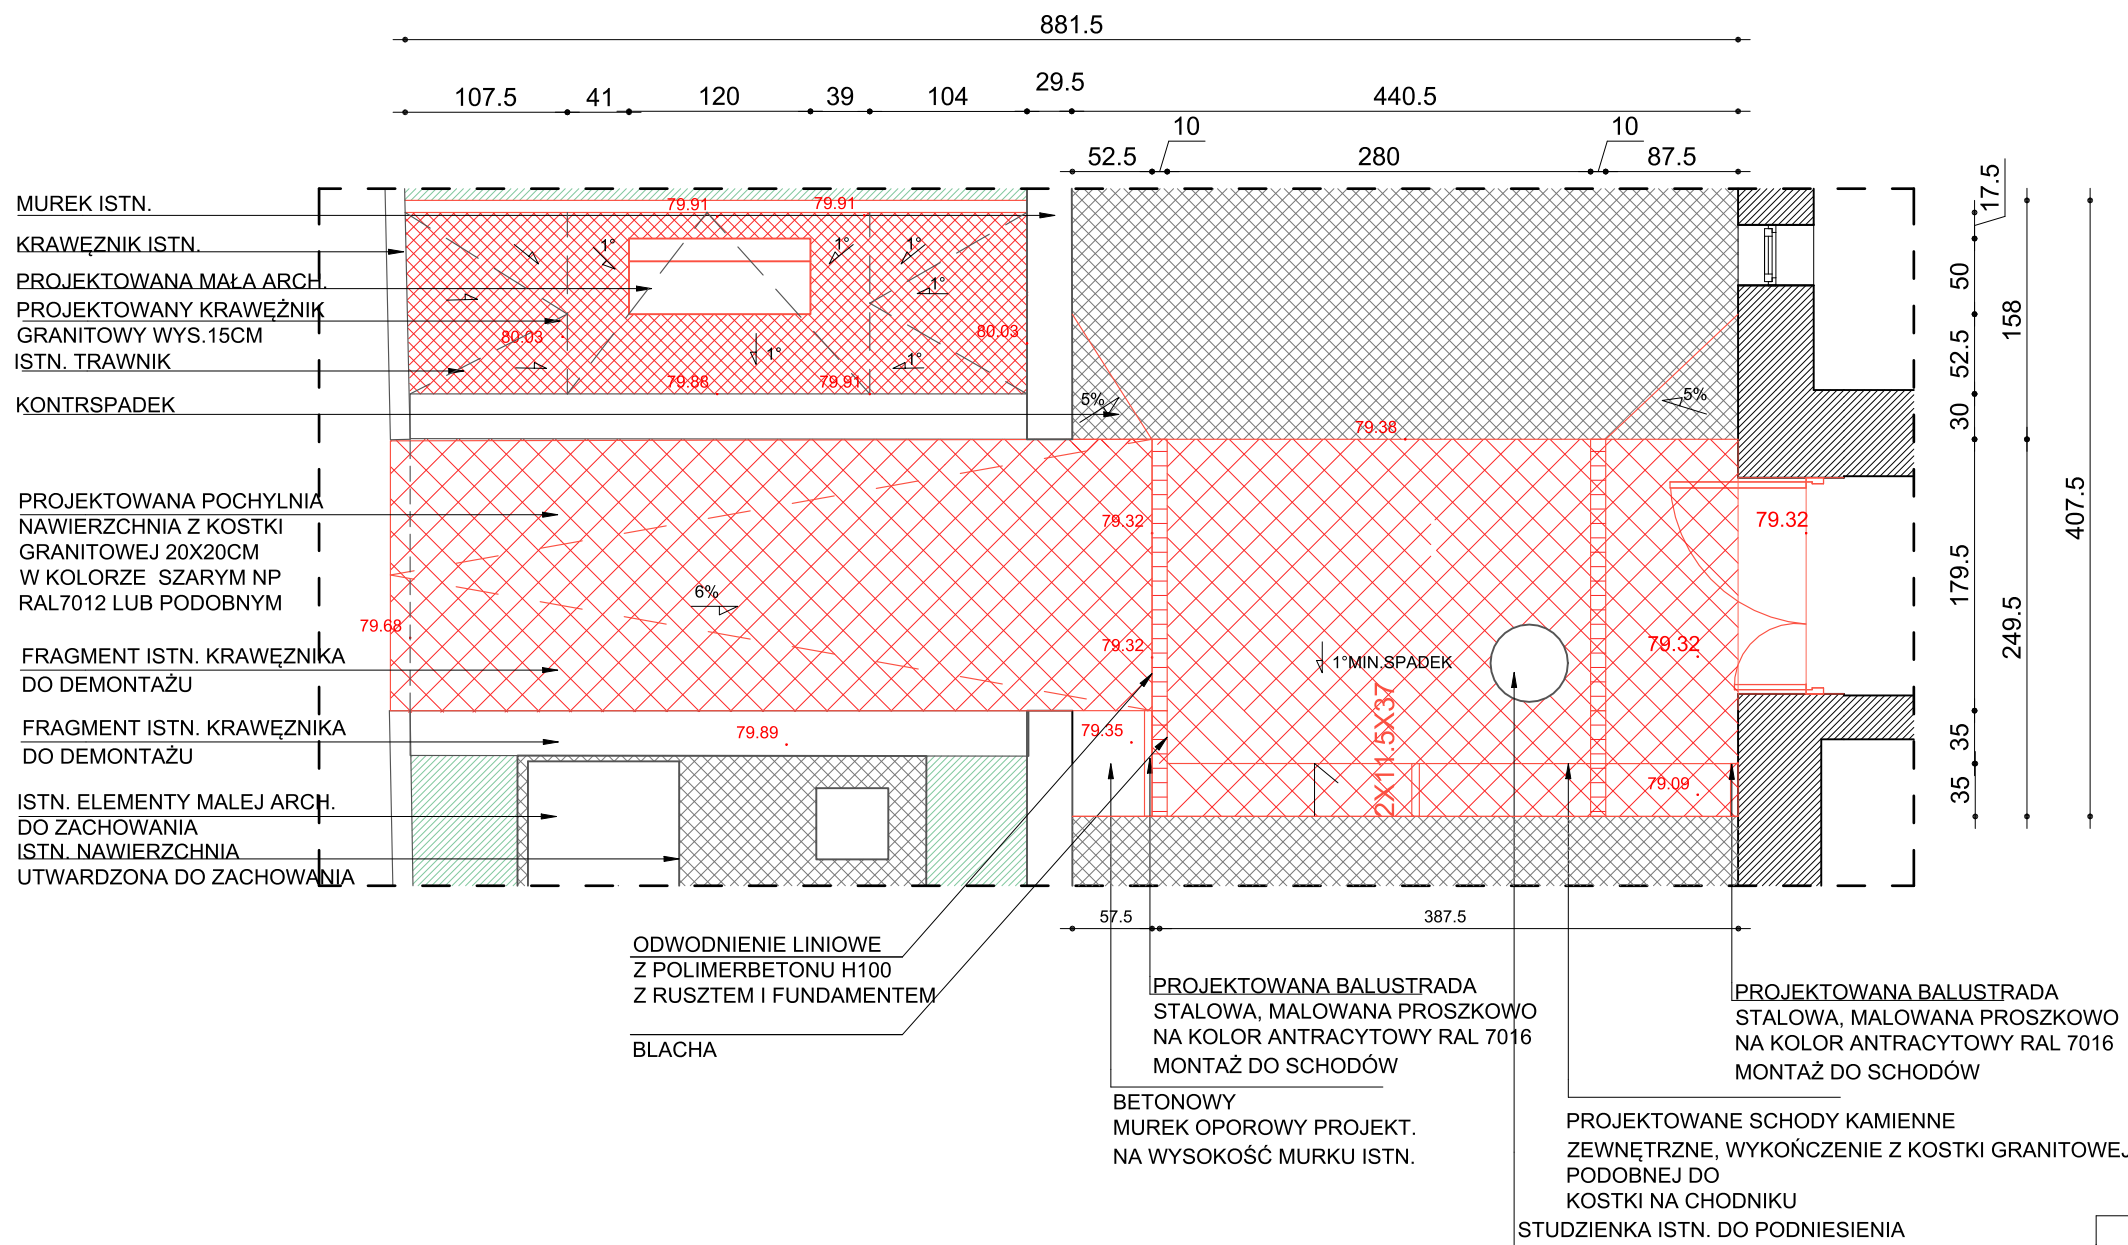 881.5
107.5
41
120
39
104
29.5
440.5
10
10
52.5
280
87.5
17.5
50
158
52.5
30
407.5
179.5
249.5
35
35
MUREK ISTN.
KRAWĘZNIK ISTN.
PROJEKTOWANA MAŁA ARCH.
PROJEKTOWANY KRAWĘŻNIK
GRANITOWY WYS.15CM
ISTN. TRAWNIK
KONTRSPADEK
PROJEKTOWANA POCHYLNIA
NAWIERZCHNIA Z KOSTKI
GRANITOWEJ 20X20CM
W KOLORZE SZARYM NP
RAL7012 LUB PODOBNYM
FRAGMENT ISTN. KRAWĘZNIKA
DO DEMONTAŻU
FRAGMENT ISTN. KRAWĘZNIKA
DO DEMONTAŻU
ISTN. ELEMENTY MALEJ ARCH.
DO ZACHOWANIA
ISTN. NAWIERZCHNIA
UTWARDZONA DO ZACHOWANIA
79.91
79.91
1°
1°
1°
1°
80.03
80.03
1°
1°
79.88
79.91
5%
5%
79.38
79.32
79.32
6%
79.68
79.32
79.32
1°MIN.SPADEK
2X11.5X37
79.89
79.35
79.09
57.5
387.5
ODWODNIENIE LINIOWE
Z POLIMERBETONU H100
Z RUSZTEM I FUNDAMENTEM
BLACHA
PROJEKTOWANA BALUSTRADA
STALOWA, MALOWANA PROSZKOWO
NA KOLOR ANTRACYTOWY RAL 7016
MONTAŻ DO SCHODÓW
BETONOWY
MUREK OPOROWY PROJEKT.
NA WYSOKOŚĆ MURKU ISTN.
PROJEKTOWANA BALUSTRADA
STALOWA, MALOWANA PROSZKOWO
NA KOLOR ANTRACYTOWY RAL 7016
MONTAŻ DO SCHODÓW
PROJEKTOWANE SCHODY KAMIENNE
ZEWNĘTRZNE, WYKOŃCZENIE Z KOSTKI GRANITOWEJ
PODOBNEJ DO
KOSTKI NA CHODNIKU
STUDZIENKA ISTN. DO PODNIESIENIA